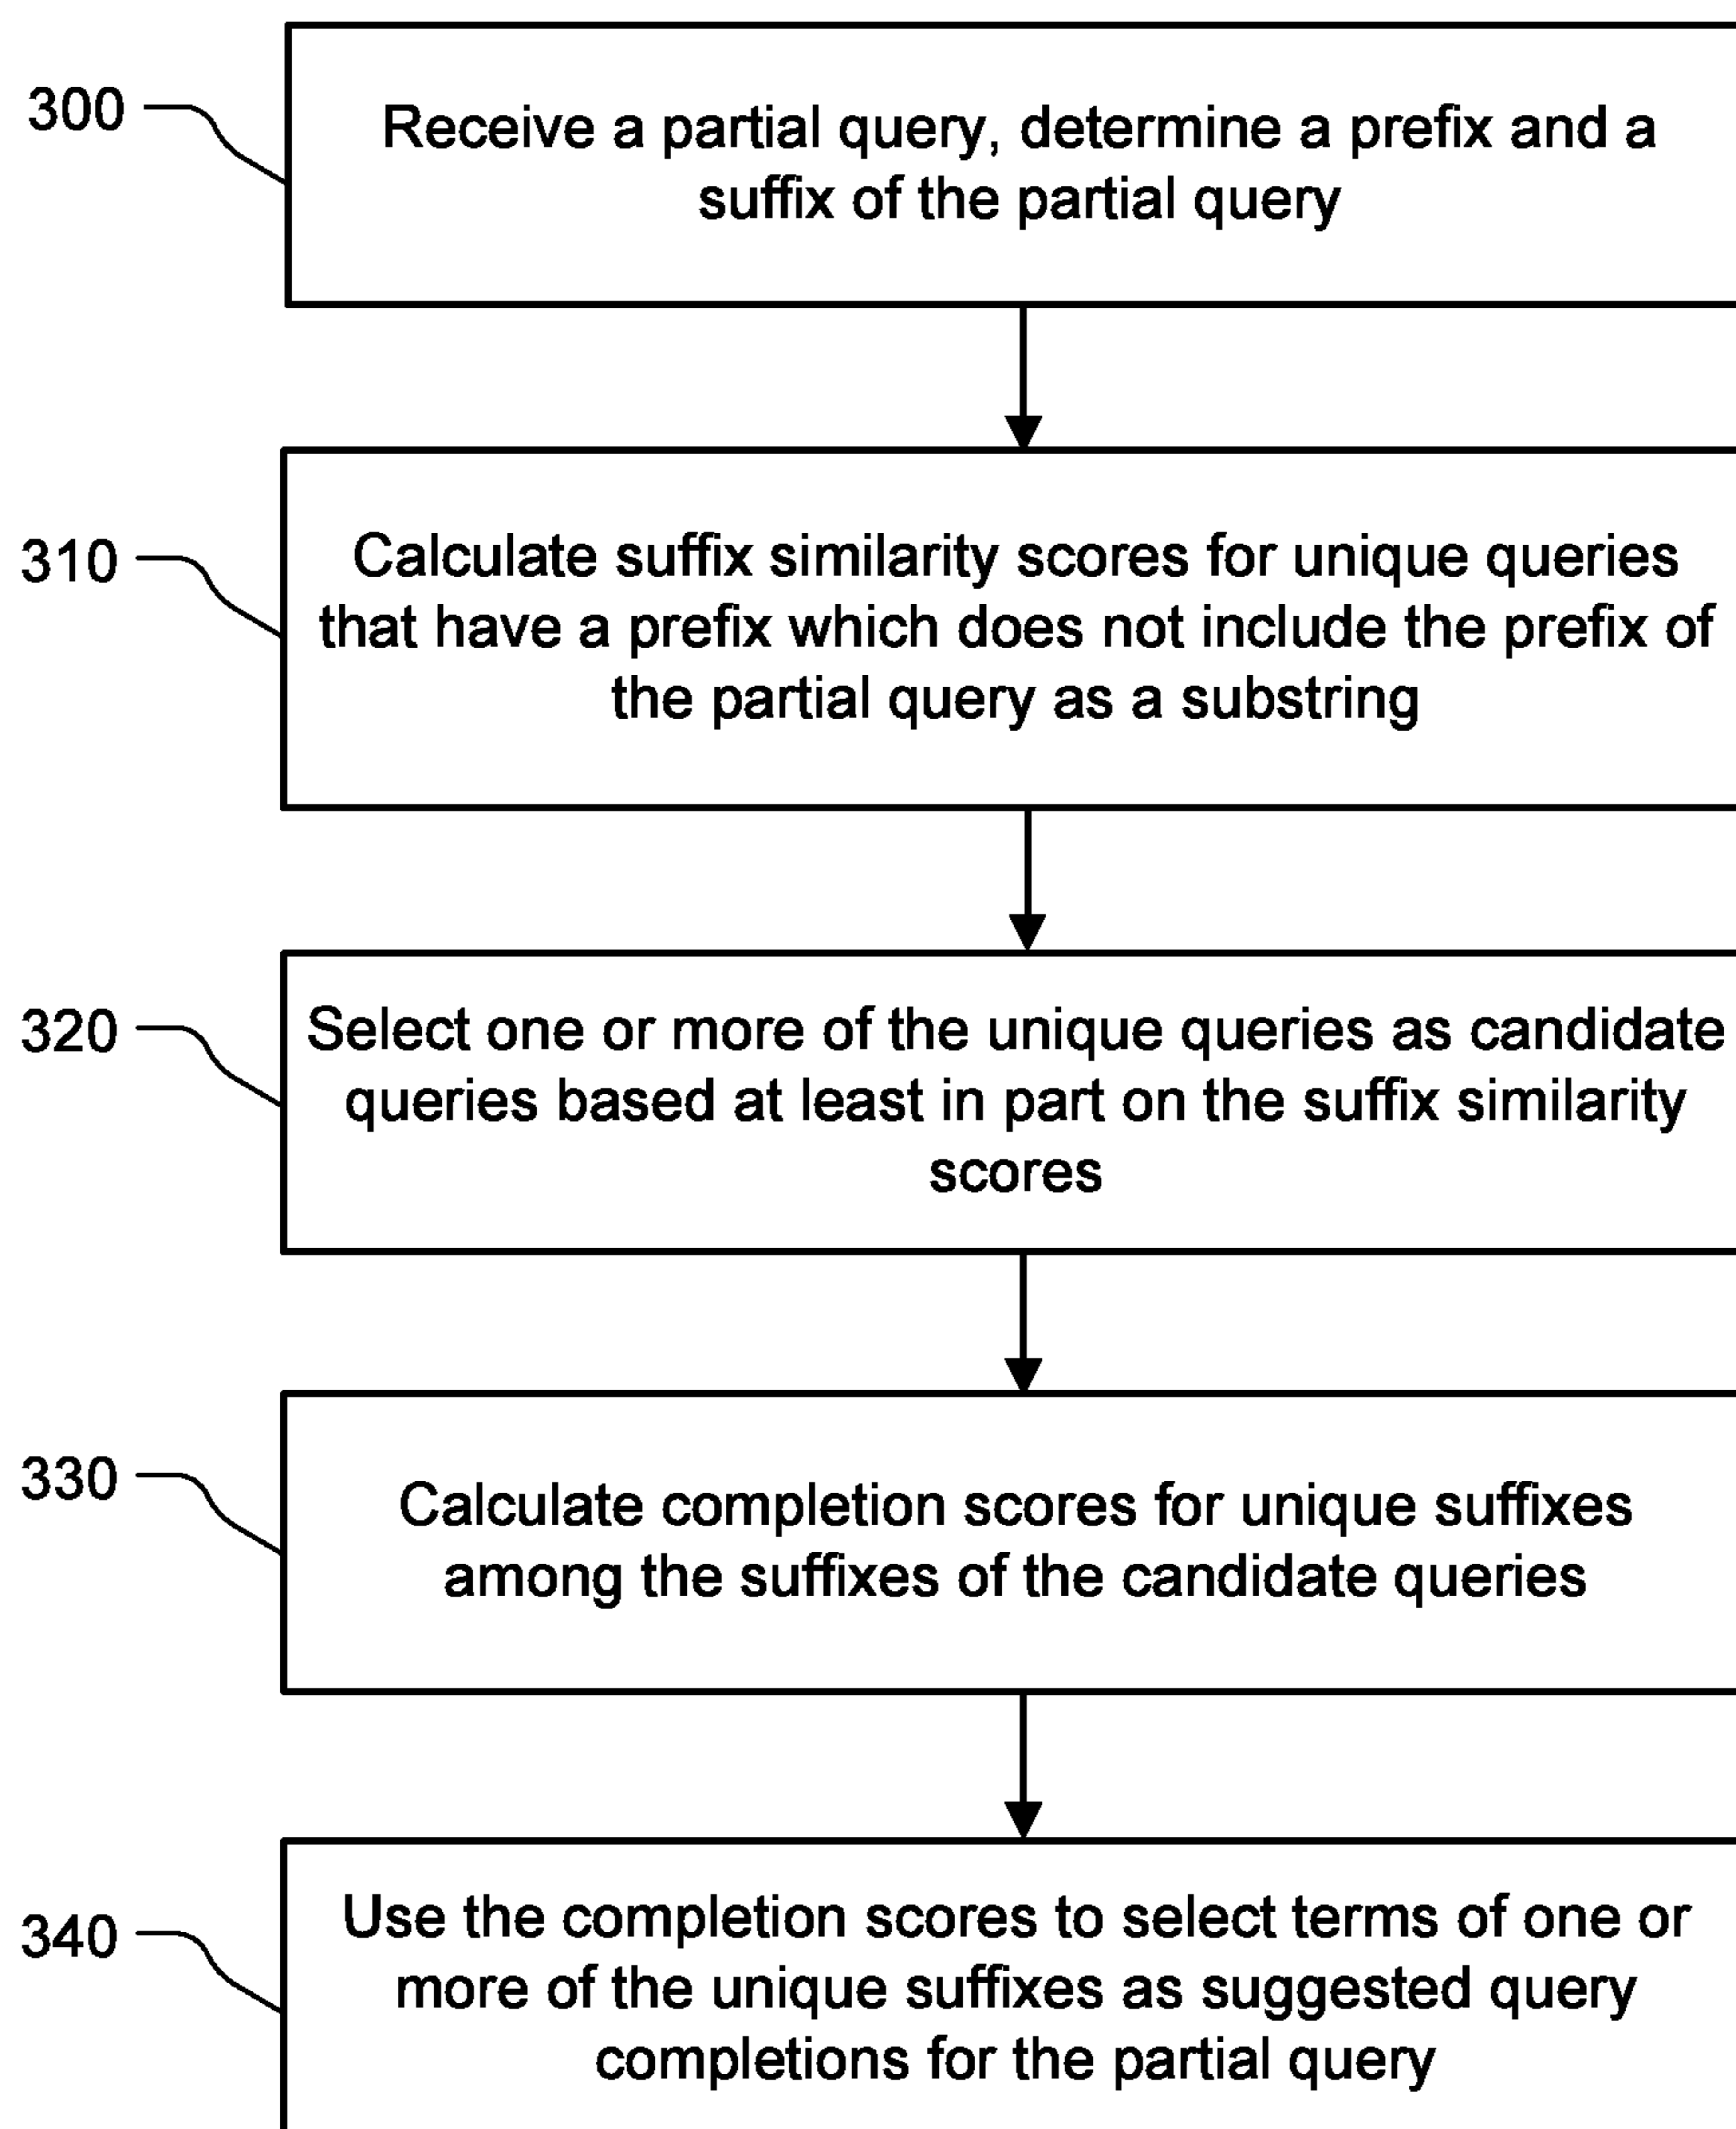 300
Receive a partial query, determine a prefix and a
suffix of the partial query
310
Calculate suffix similarity scores for unique queries
that have a prefix which does not include the prefix of
the partial query as a substring
320
Select one or more of the unique queries as candidate
queries based at least in part on the suffix similarity
scores
330
Calculate completion scores for unique suffixes
among the suffixes of the candidate queries
340
Use the completion scores to select terms of one or
more of the unique suffixes as suggested query
completions for the partial query